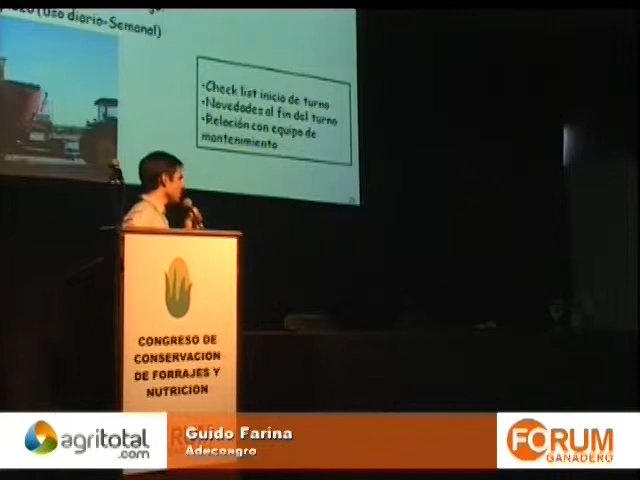 (Uso diario-Semanal)
•Check list inicio de turno
•Novedades al fin del turno
•Relación con equipo de
mantenimiento
CONGRESO DE
CONSERVACION
DE FORRAJES Y
NUTRICION
agritotal
.com
Guido Farina
Adecoagro
FORUM
GANADERO